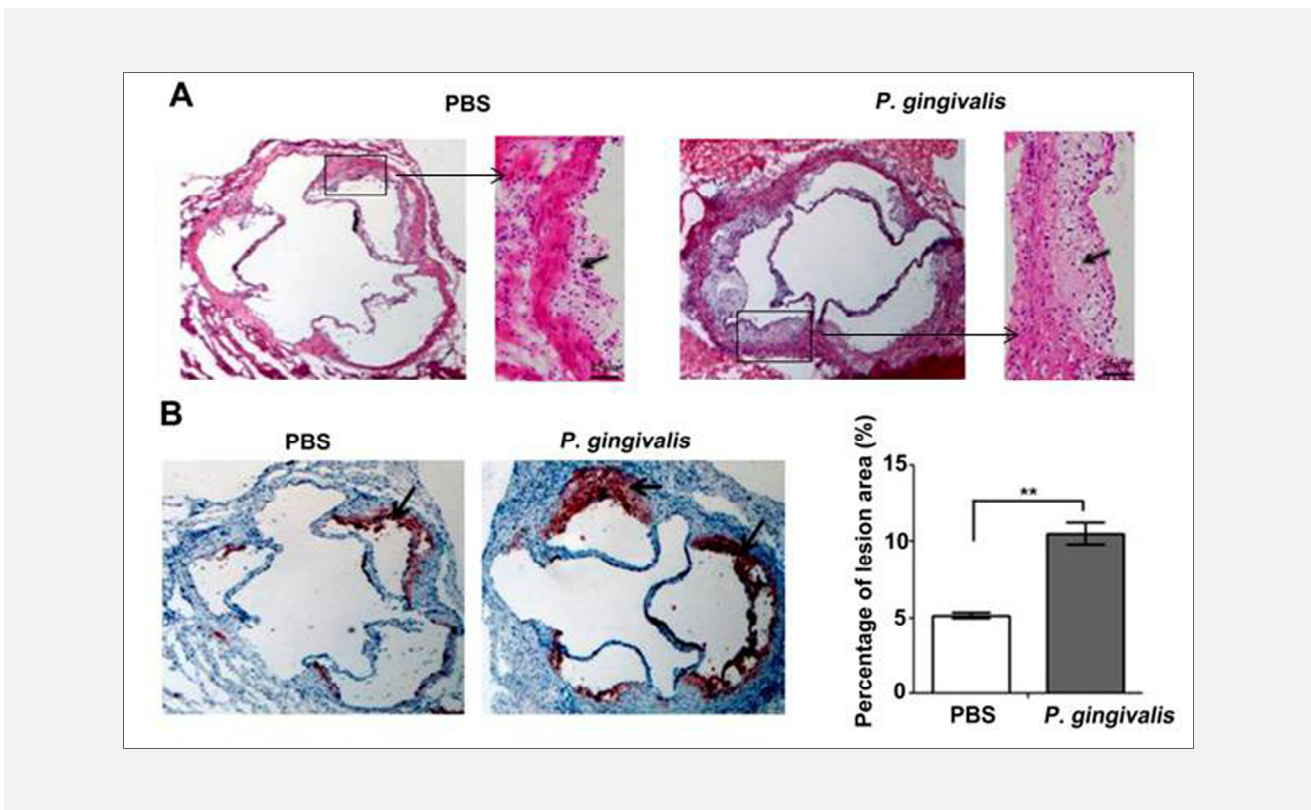 A
PBS
P. gingivalis
B
PBS
P. gingivalis
Percentage of lesion area (%)
15
10
5
0
**
PBS
P. gingivalis